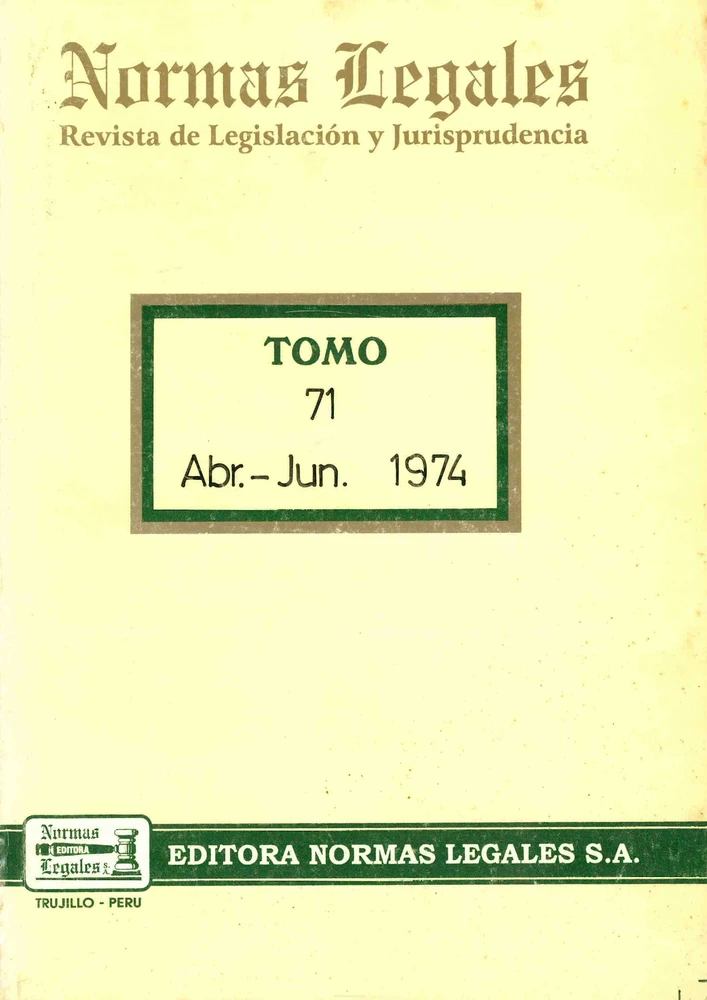 Normas Legales
Revista de Legislación y Jurisprudencia
TOMO
71
Abr.- Jun. 1974
Normas
EDITORA
Legales S.A.
EDITORA NORMAS LEGALES S.A.
TRUJILLO - PERU